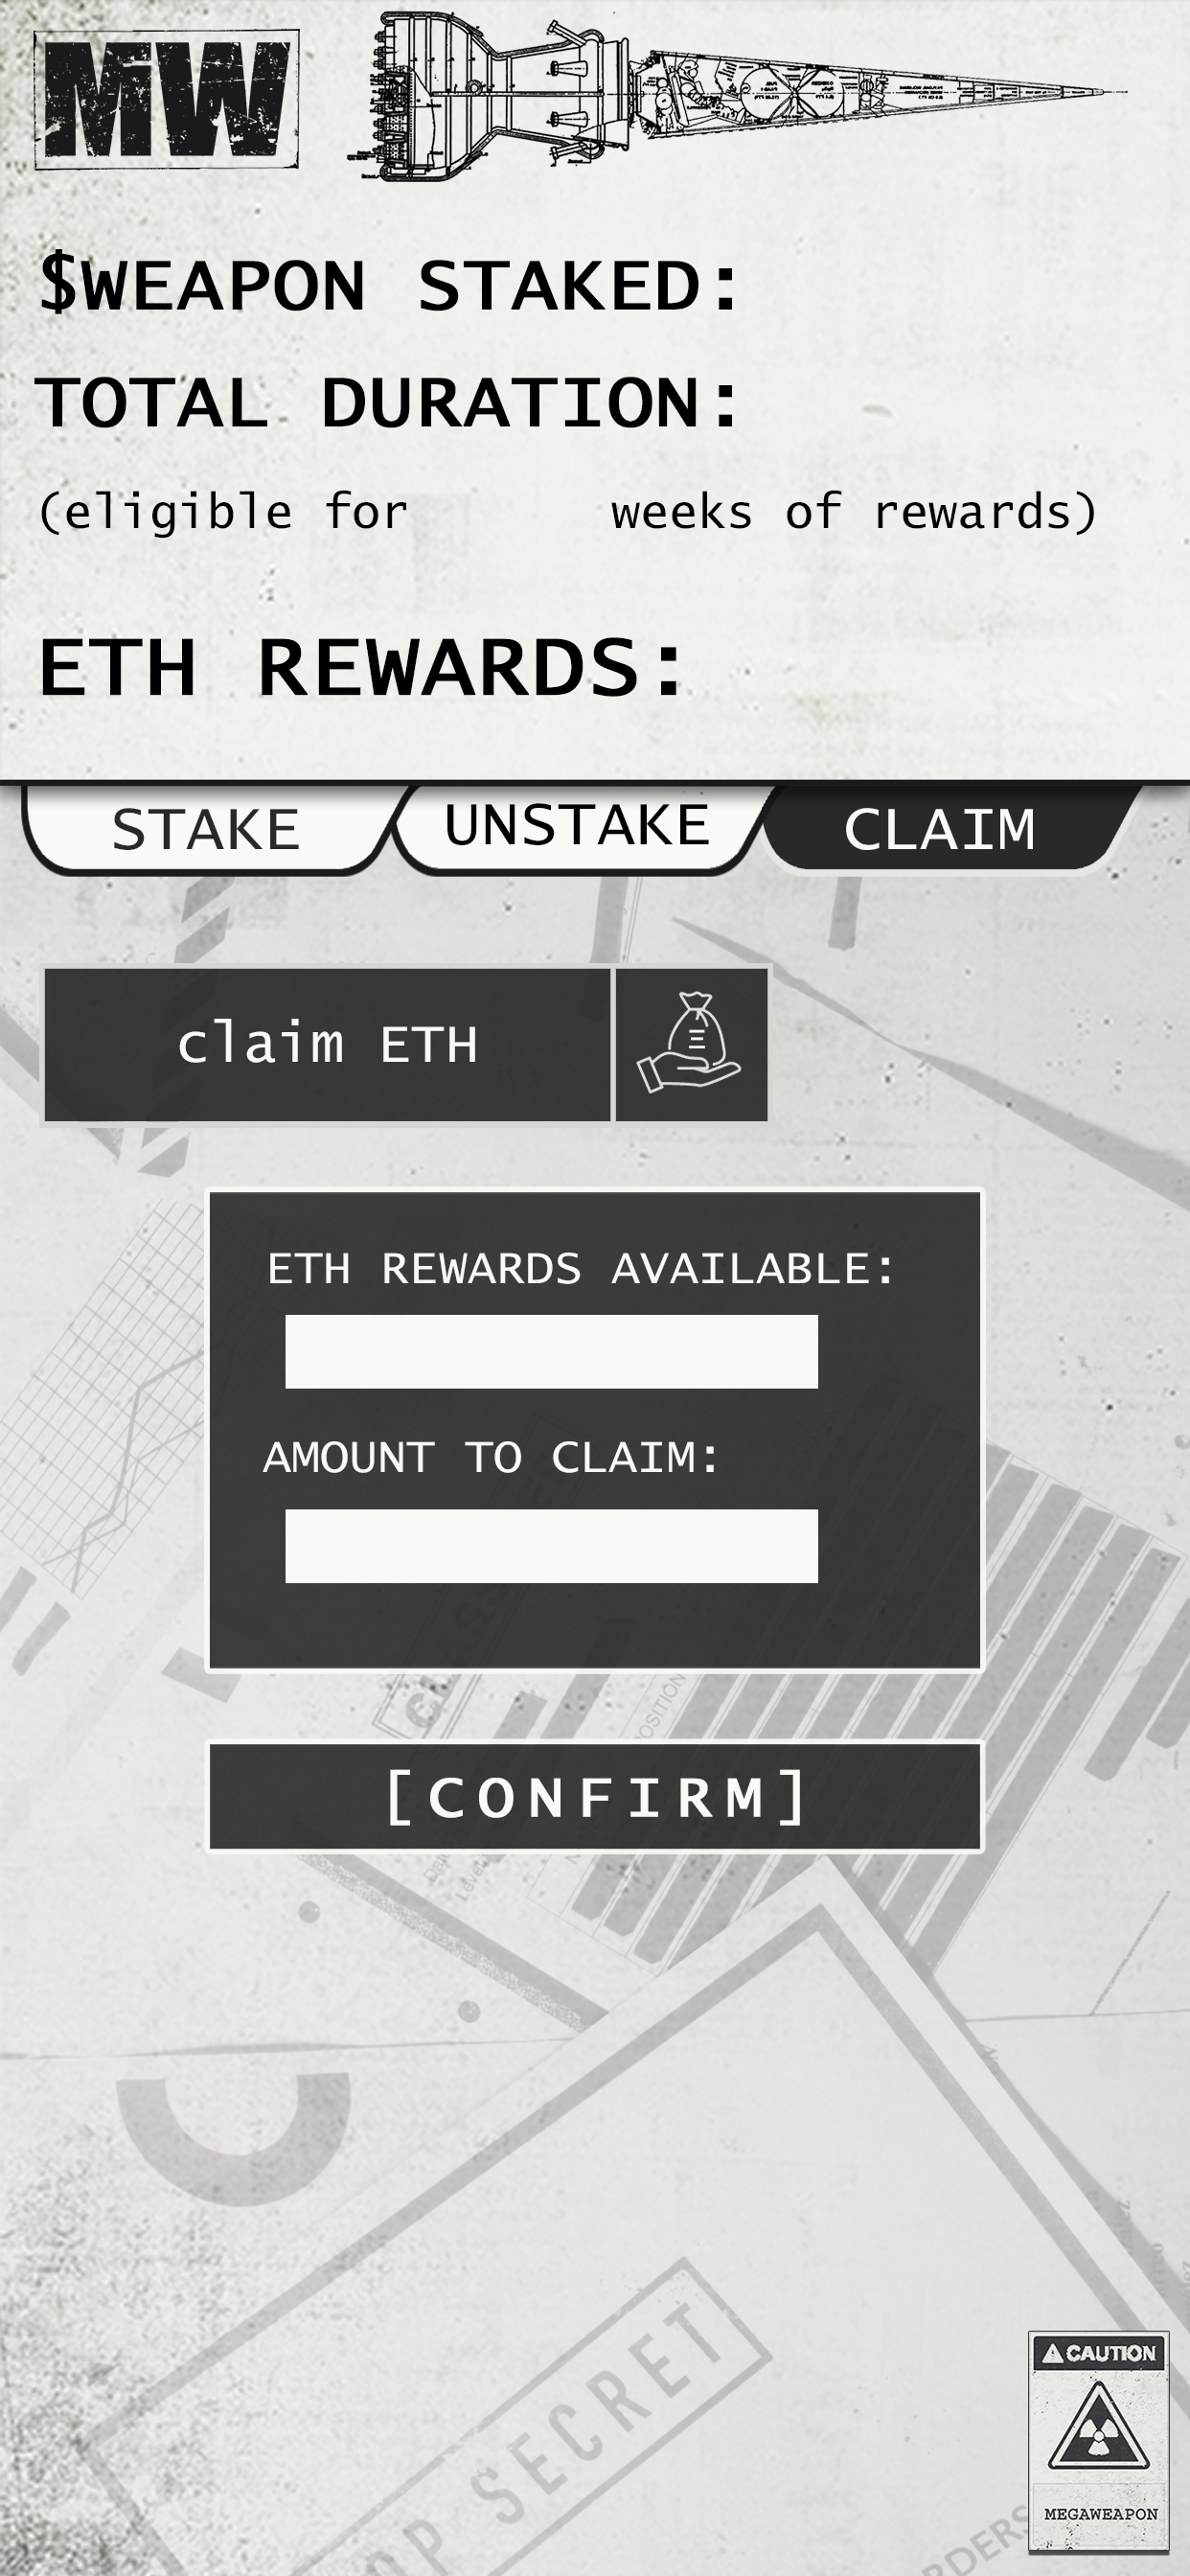 MW
$WEAPON STAKED:
TOTAL DURATION:
(eligible for weeks of rewards)
ETH REWARDS:
STAKE UNSTAKE CLAIM
claim ETH
ETH REWARDS AVAILABLE:
AMOUNT TO CLAIM:
[CONFIRM]
CAUTION
MEGAWEAPON
SECRET